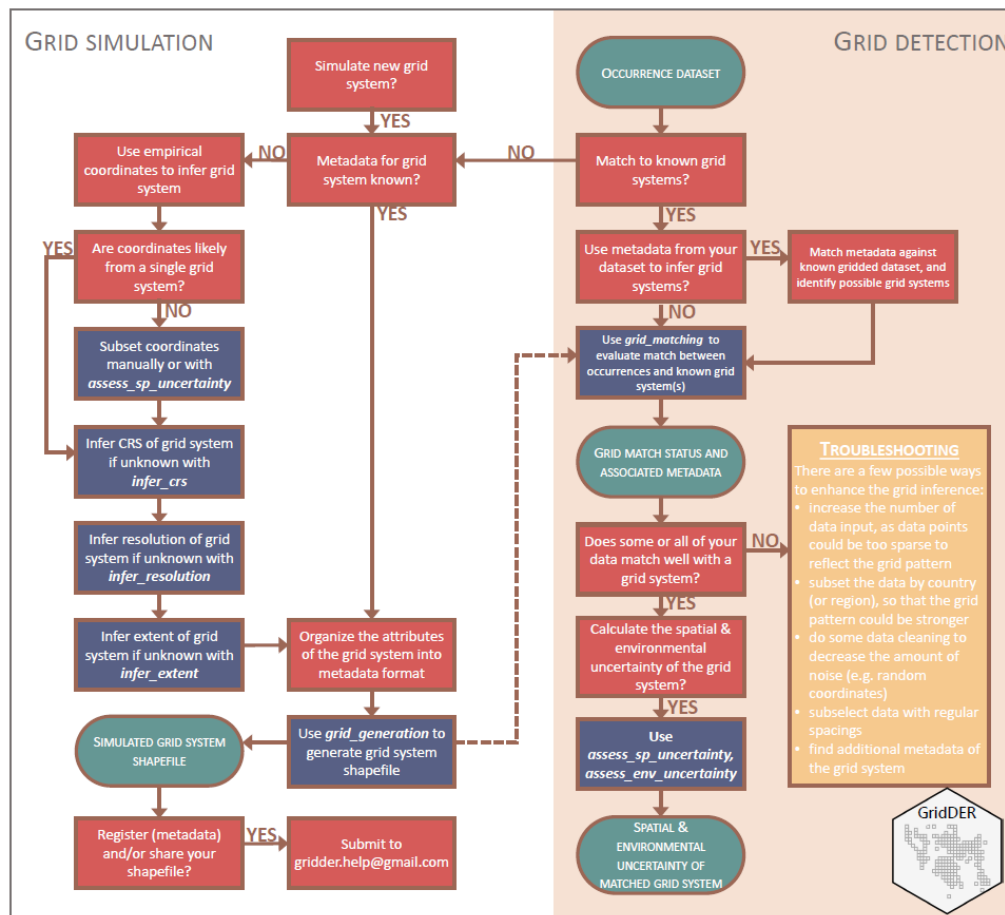 GRID SIMULATION
GRID DETECTION
Simulate new grid
system?
YES
Metadada for grid
system known?
NO
YES
Use empirical
coordinates to infer grid
system
Are coordinates likely
from a single grid
system?
YES
NO
Subset coordinates
manually or with
assess_sp_uncertainty
Infer CRS of grid system
if unknown with
infer_crs
Infer resolution of grid
system if unknown with
infer_resolution
Infer extent of grid
system if unknown with
infer_extent
Organize the attributes
of the grid system into
metadata format
Use grid_generation to
generate grid system
shapefile
SIMULATED GRID SYSTEM
SHAPEFILE
Register (metadata)
and/or share your
shapefile?
YES
Submit to
gridder.help@gmail.com
OCCURRENCE DATASET
Match to known grid
systems?
NO
YES
Use metadata from your
dataset to infer grid
systems?
YES
Match metadata against
known gridded dataset, and
identify possible grid systems
NO
Use grid_matching to
evaluate match between
occurrences and known grid
system(s)
GRID MATCH STATUS AND
ASSOCIATED METADATA
Does some or all of your
data match well with a
grid system?
NO
YES
Calculate the spatial &
environmental
uncertainty of the grid
system?
YES
Use
assess_sp_uncertainty,
assess_env_uncertainty
SPATIAL &
ENVIRONMENTAL
UNCERTAINTY OF
MATCHED GRID SYSTEM
TROUBLESHOOTING
There are a few possible ways
to enhance the grid inference:
• increase the number of
data input, as data points
could be too sparse to
reflect the grid pattern
• subset the data by country
(or region), so that the grid
pattern could be stronger
• do some data cleaning to
decrease the amount of
noise (e.g. random
coordinates)
• subselect data with regular
spacings
• find additional metadata of
the grid system
GridDER